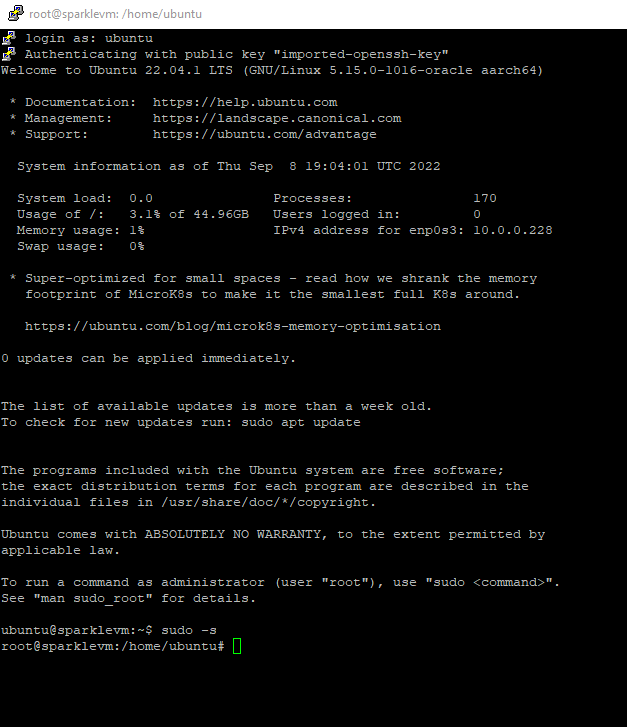 root@sparklevm: /home/ubuntu
login as: ubuntu
Authenticating with public key "imported-openssh-key"
Welcome to Ubuntu 22.04.1 LTS (GNU/Linux 5.15.0-1016-oracle aarch64)
* Documentation:  https://help.ubuntu.com
* Management:     https://landscape.canonical.com
* Support:        https://ubuntu.com/advantage
System information as of Thu Sep  8 19:04:01 UTC 2022
System load:  0.0               Processes:               170
Usage of /:   3.1% of 44.96GB   Users logged in:         0
Memory usage: 1%                IPv4 address for enp0s3: 10.0.0.228
Swap usage:   0%
* Super-optimized for small spaces - read how we shrank the memory
footprint of MicroK8s to make it the smallest full K8s around.
https://ubuntu.com/blog/microk8s-memory-optimisation
0 updates can be applied immediately.
The list of available updates is more than a week old.
To check for new updates run: sudo apt update
The programs included with the Ubuntu system are free software;
the exact distribution terms for each program are described in the
individual files in /usr/share/doc/*/copyright.
Ubuntu comes with ABSOLUTELY NO WARRANTY, to the extent permitted by
applicable law.
To run a command as administrator (user "root"), use "sudo <command>".
See "man sudo_root" for details.
ubuntu@sparklevm:~$ sudo -s
root@sparklevm:/home/ubuntu#